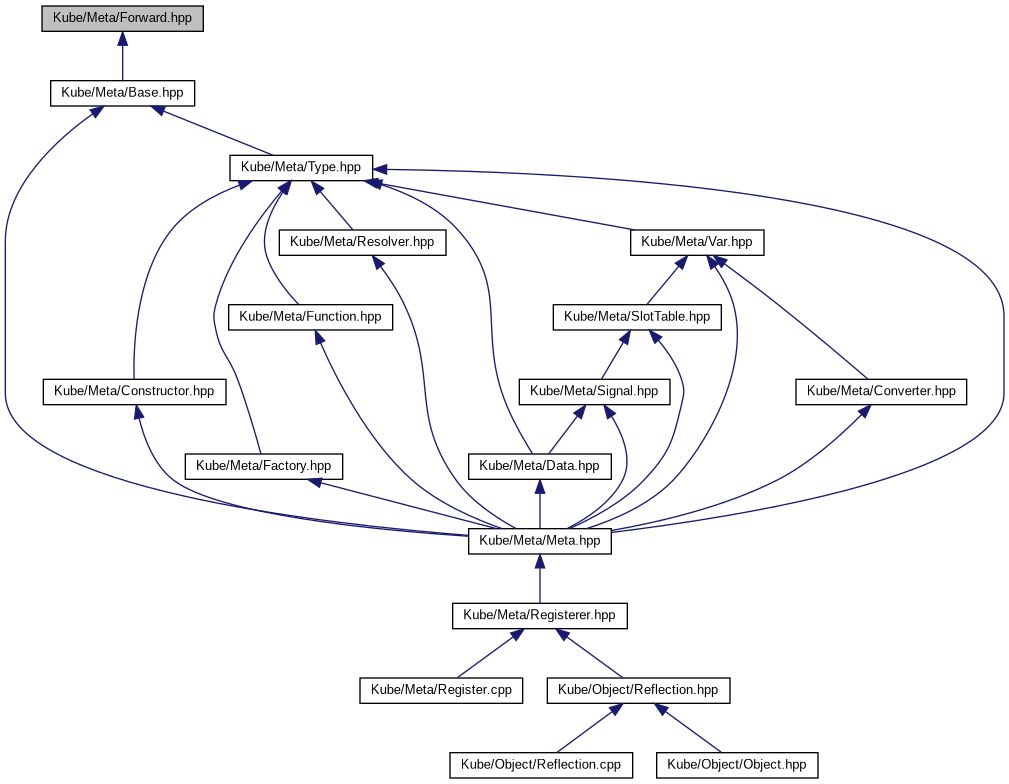 Kube/Meta/Forward.hpp
Kube/Meta/Base.hpp
Kube/Meta/Type.hpp
Kube/Meta/Resolver.hpp
Kube/Meta/Var.hpp
Kube/Meta/Function.hpp
Kube/Meta/SlotTable.hpp
Kube/Meta/Constructor.hpp
Kube/Meta/Signal.hpp
Kube/Meta/Converter.hpp
Kube/Meta/Factory.hpp
Kube/Meta/Data.hpp
Kube/Meta/Meta.hpp
Kube/Meta/Registerer.hpp
Kube/Meta/Register.cpp
Kube/Object/Reflection.hpp
Kube/Object/Reflection.cpp
Kube/Object/Object.hpp